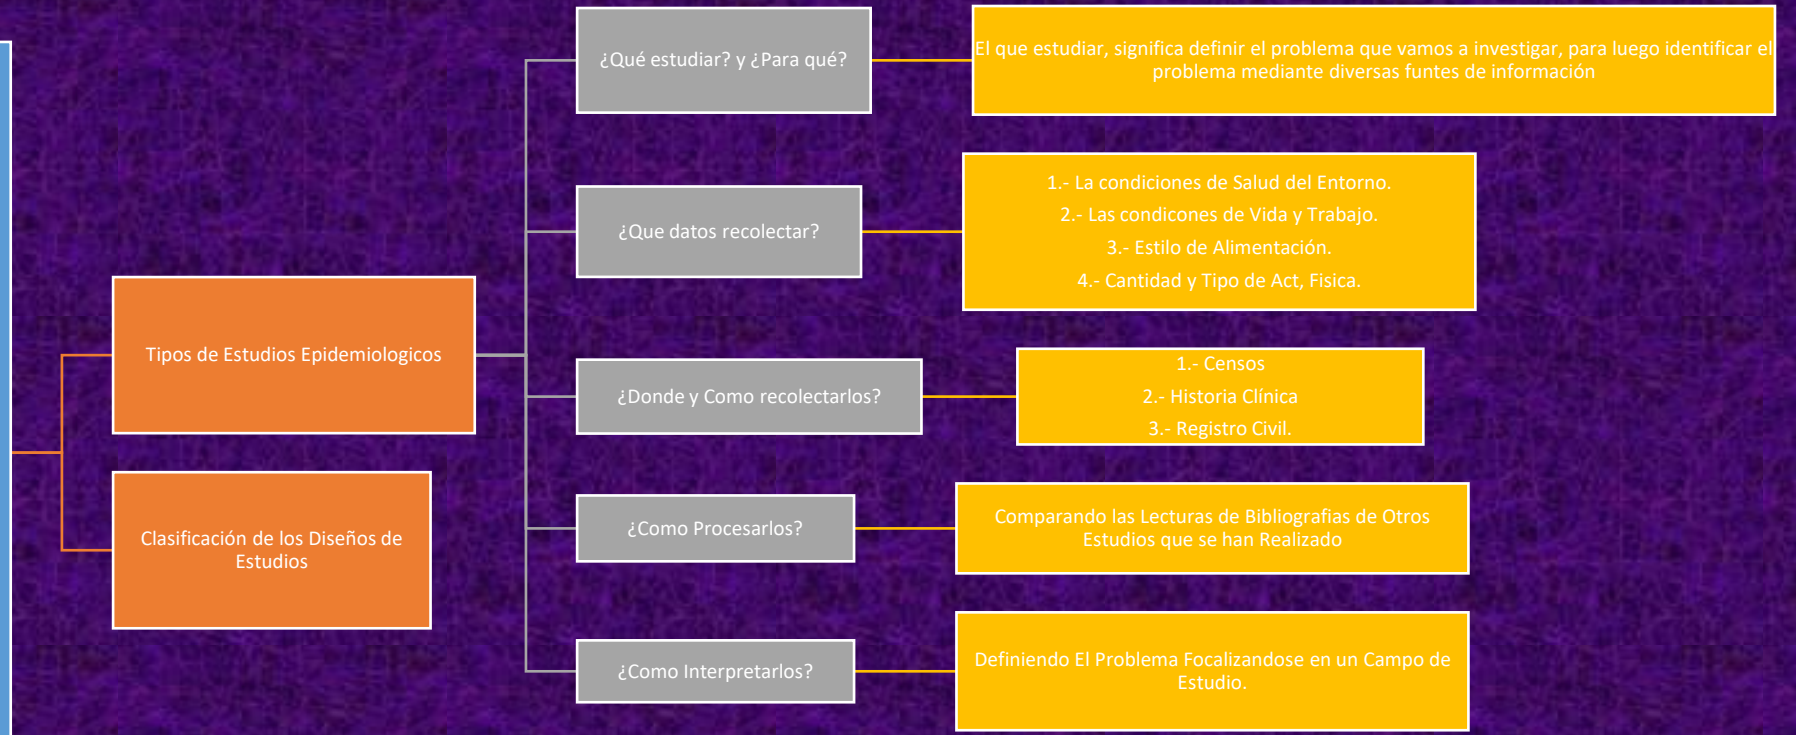 ¿Qué estudiar? y ¿Para qué?
El que estudiar, significa definir el problema que vamos a investigar, para luego identificar el
problema mediante diversas funtes de información
¿Que datos recolectar?
1.- La condiciones de Salud del Entorno.
2.- Las condicones de Vida y Trabajo.
3.- Estilo de Alimentación.
4.- Cantidad y Tipo de Act, Fisica.
Tipos de Estudios Epidemiologicos
¿Donde y Como recolectarlos?
1.- Censos
2.- Historia Clínica
3.- Registro Civil.
¿Como Procesarlos?
Comparando las Lecturas de Bibliografias de Otros
Estudios que se han Realizado
Clasificación de los Diseños de
Estudios
¿Como Interpretarlos?
Definiendo El Problema Focalizandose en un Campo de
Estudio.